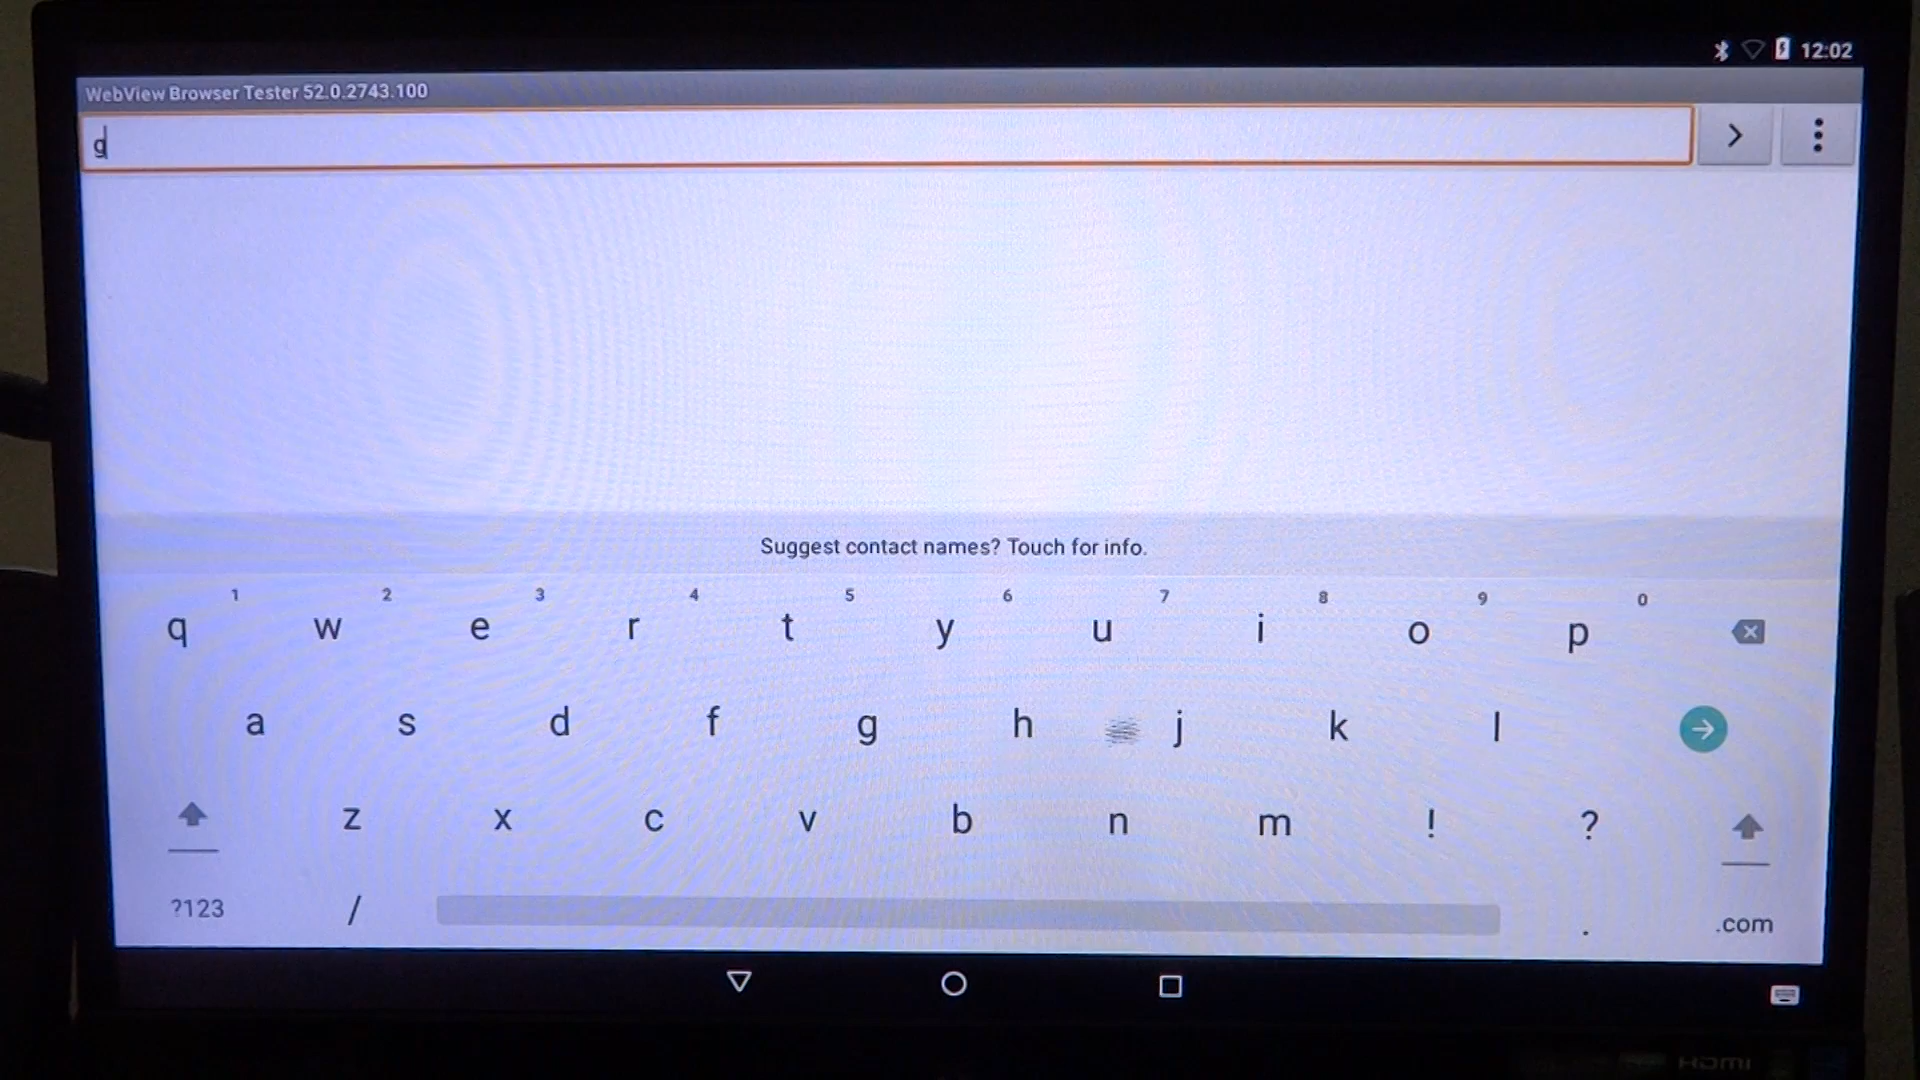 12:02
WebView Browser Tester 52.0.2743.100
g
Suggest contact names? Touch for info.
1 2 3 4 5 6 7 8 9 0
q w e r t y u i o p
a s d f g h j k l
z x c v b n m ! ?
?123 / . .com
HDMI